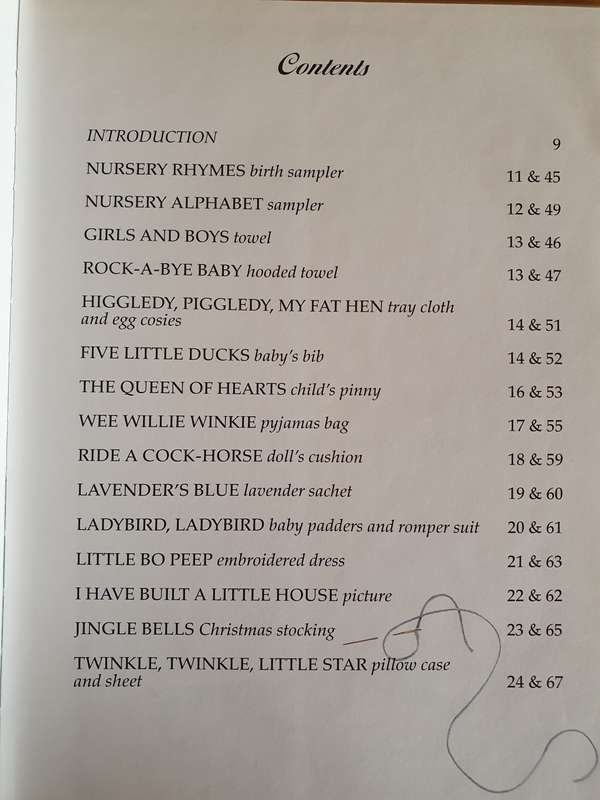 Contents
INTRODUCTION 9
NURSERY RHYMES birth sampler 11 & 45
NURSERY ALPHABET sampler 12 & 49
GIRLS AND BOYS towel 13 & 46
ROCK-A-BYE BABY hooded towel 13 & 47
HIGGLEDY, PIGGLEDY, MY FAT HEN tray cloth
and egg cosies 14 & 51
FIVE LITTLE DUCKS baby's bib 14 & 52
THE QUEEN OF HEARTS child's pinny 16 & 53
WEE WILLIE WINKIE pyjamas bag 17 & 55
RIDE A COCK-HORSE doll's cushion 18 & 59
LAVENDER'S BLUE lavender sachet 19 & 60
LADYBIRD, LADYBIRD baby padders and romper suit 20 & 61
LITTLE BO PEEP embroidered dress 21 & 63
I HAVE BUILT A LITTLE HOUSE picture 22 & 62
JINGLE BELLS Christmas stocking 23 & 65
TWINKLE, TWINKLE, LITTLE STAR pillow case
and sheet 24 & 67